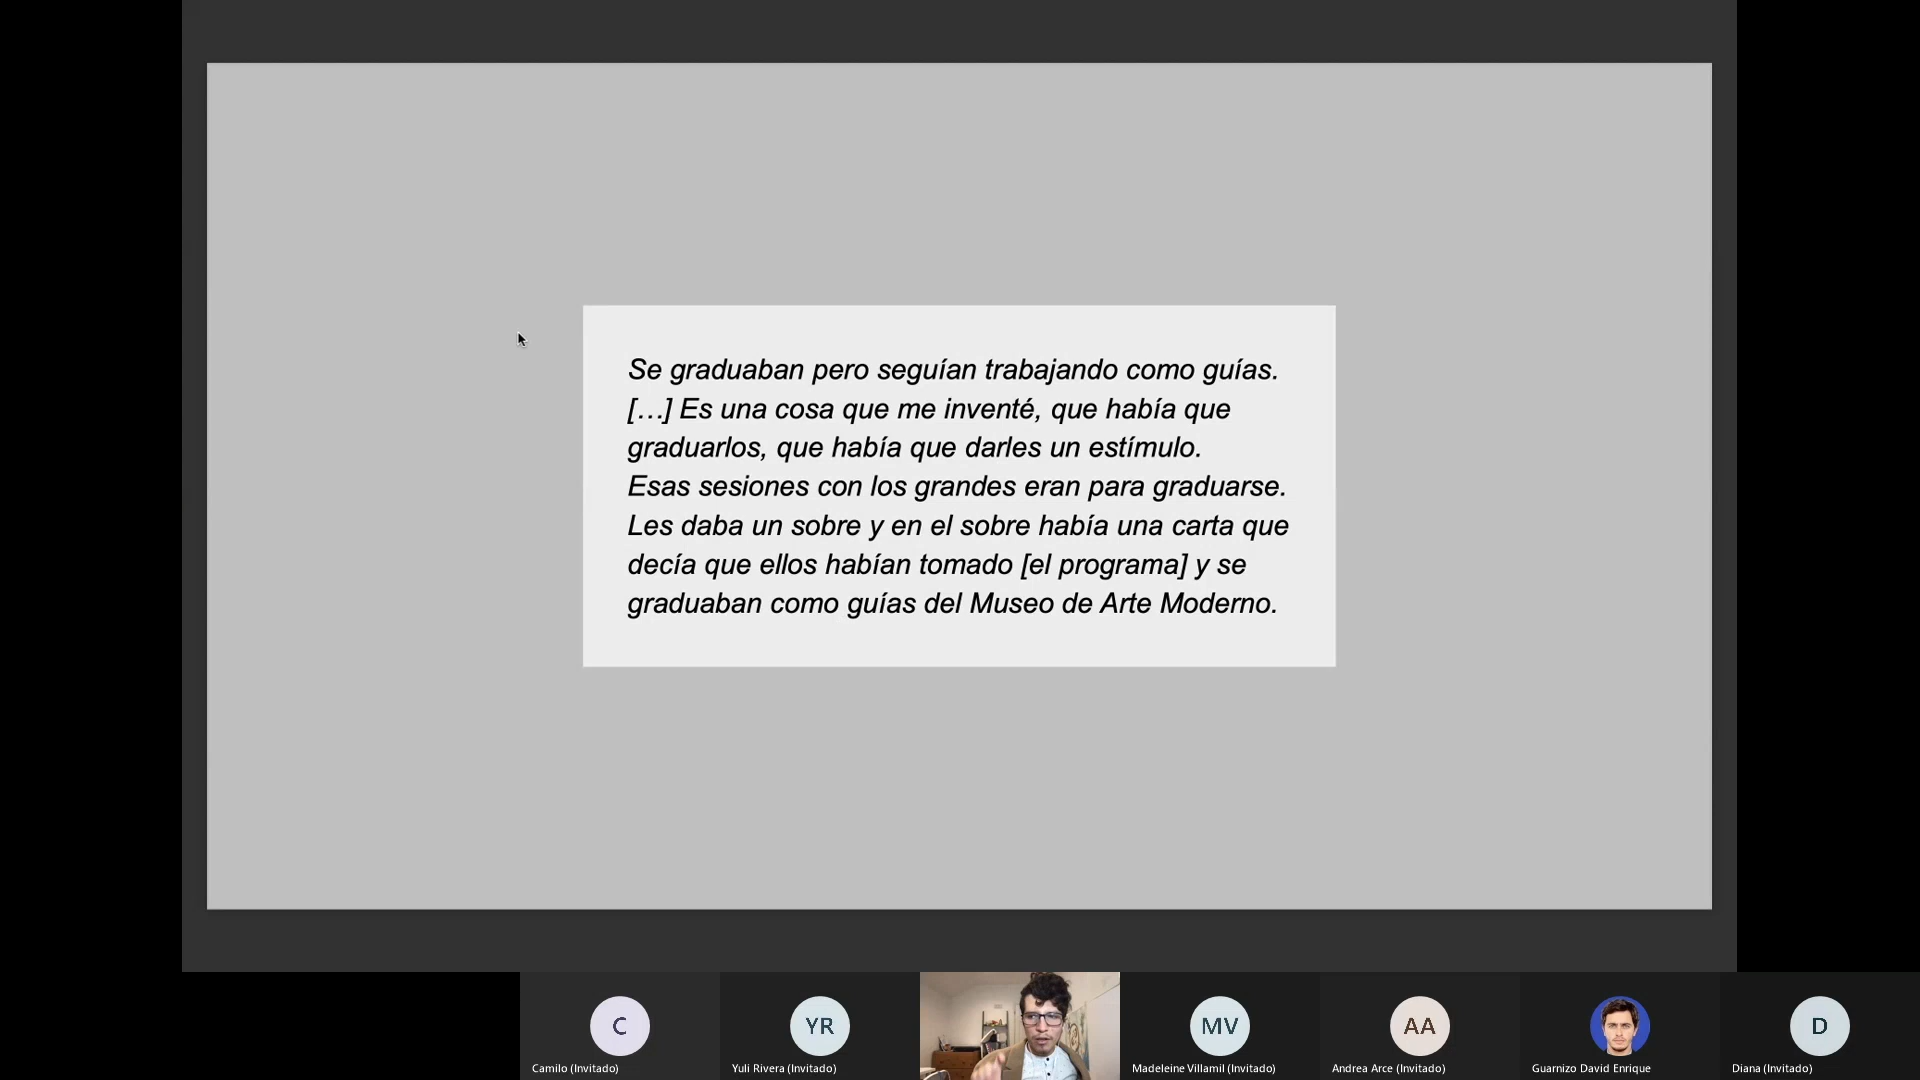 Se graduaban pero seguían trabajando como guías.
[…] Es una cosa que me inventé, que había que
graduarlos, que había que darles un estímulo.
Esas sesiones con los grandes eran para graduarse.
Les daba un sobre y en el sobre había una carta que
decía que ellos habían tomado [el programa] y se
graduaban como guías del Museo de Arte Moderno.
C
YR
MV
AA
D
Camilo (Invitado)
Yuli Rivera (Invitado)
Madeleine Villamil (Invitado)
Andrea Arce (Invitado)
Guarnizo David Enrique
Diana (Invitado)